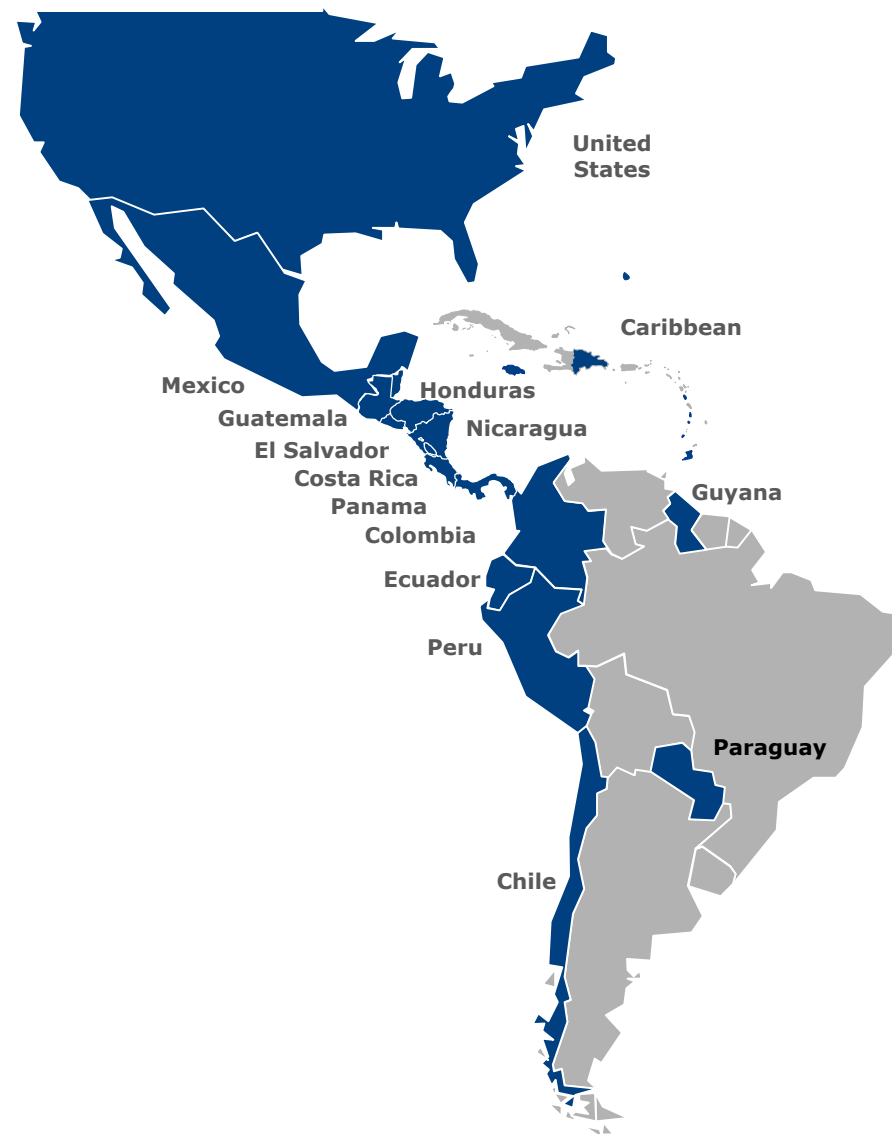 United
States
Caribbean
Mexico
Honduras
Guatemala
Nicaragua
El Salvador
Costa Rica
Guyana
Panama
Colombia
Ecuador
Peru
Paraguay
Chile